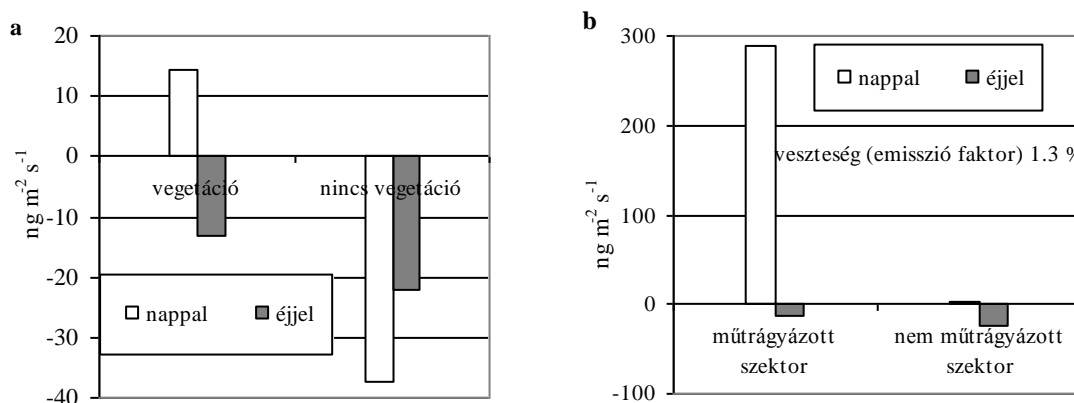 a
20
10
0
-10
-20
-30
-40
ng m⁻² s⁻¹
vegetáció
nincs vegetáció
nappal
éjjel
b
300
200
100
0
-100
ng m⁻² s⁻¹
nappal
éjjel
veszteség (emisszió faktor) 1.3 %
műtrágyázott
szektor
nem műtrágyázott
szektor